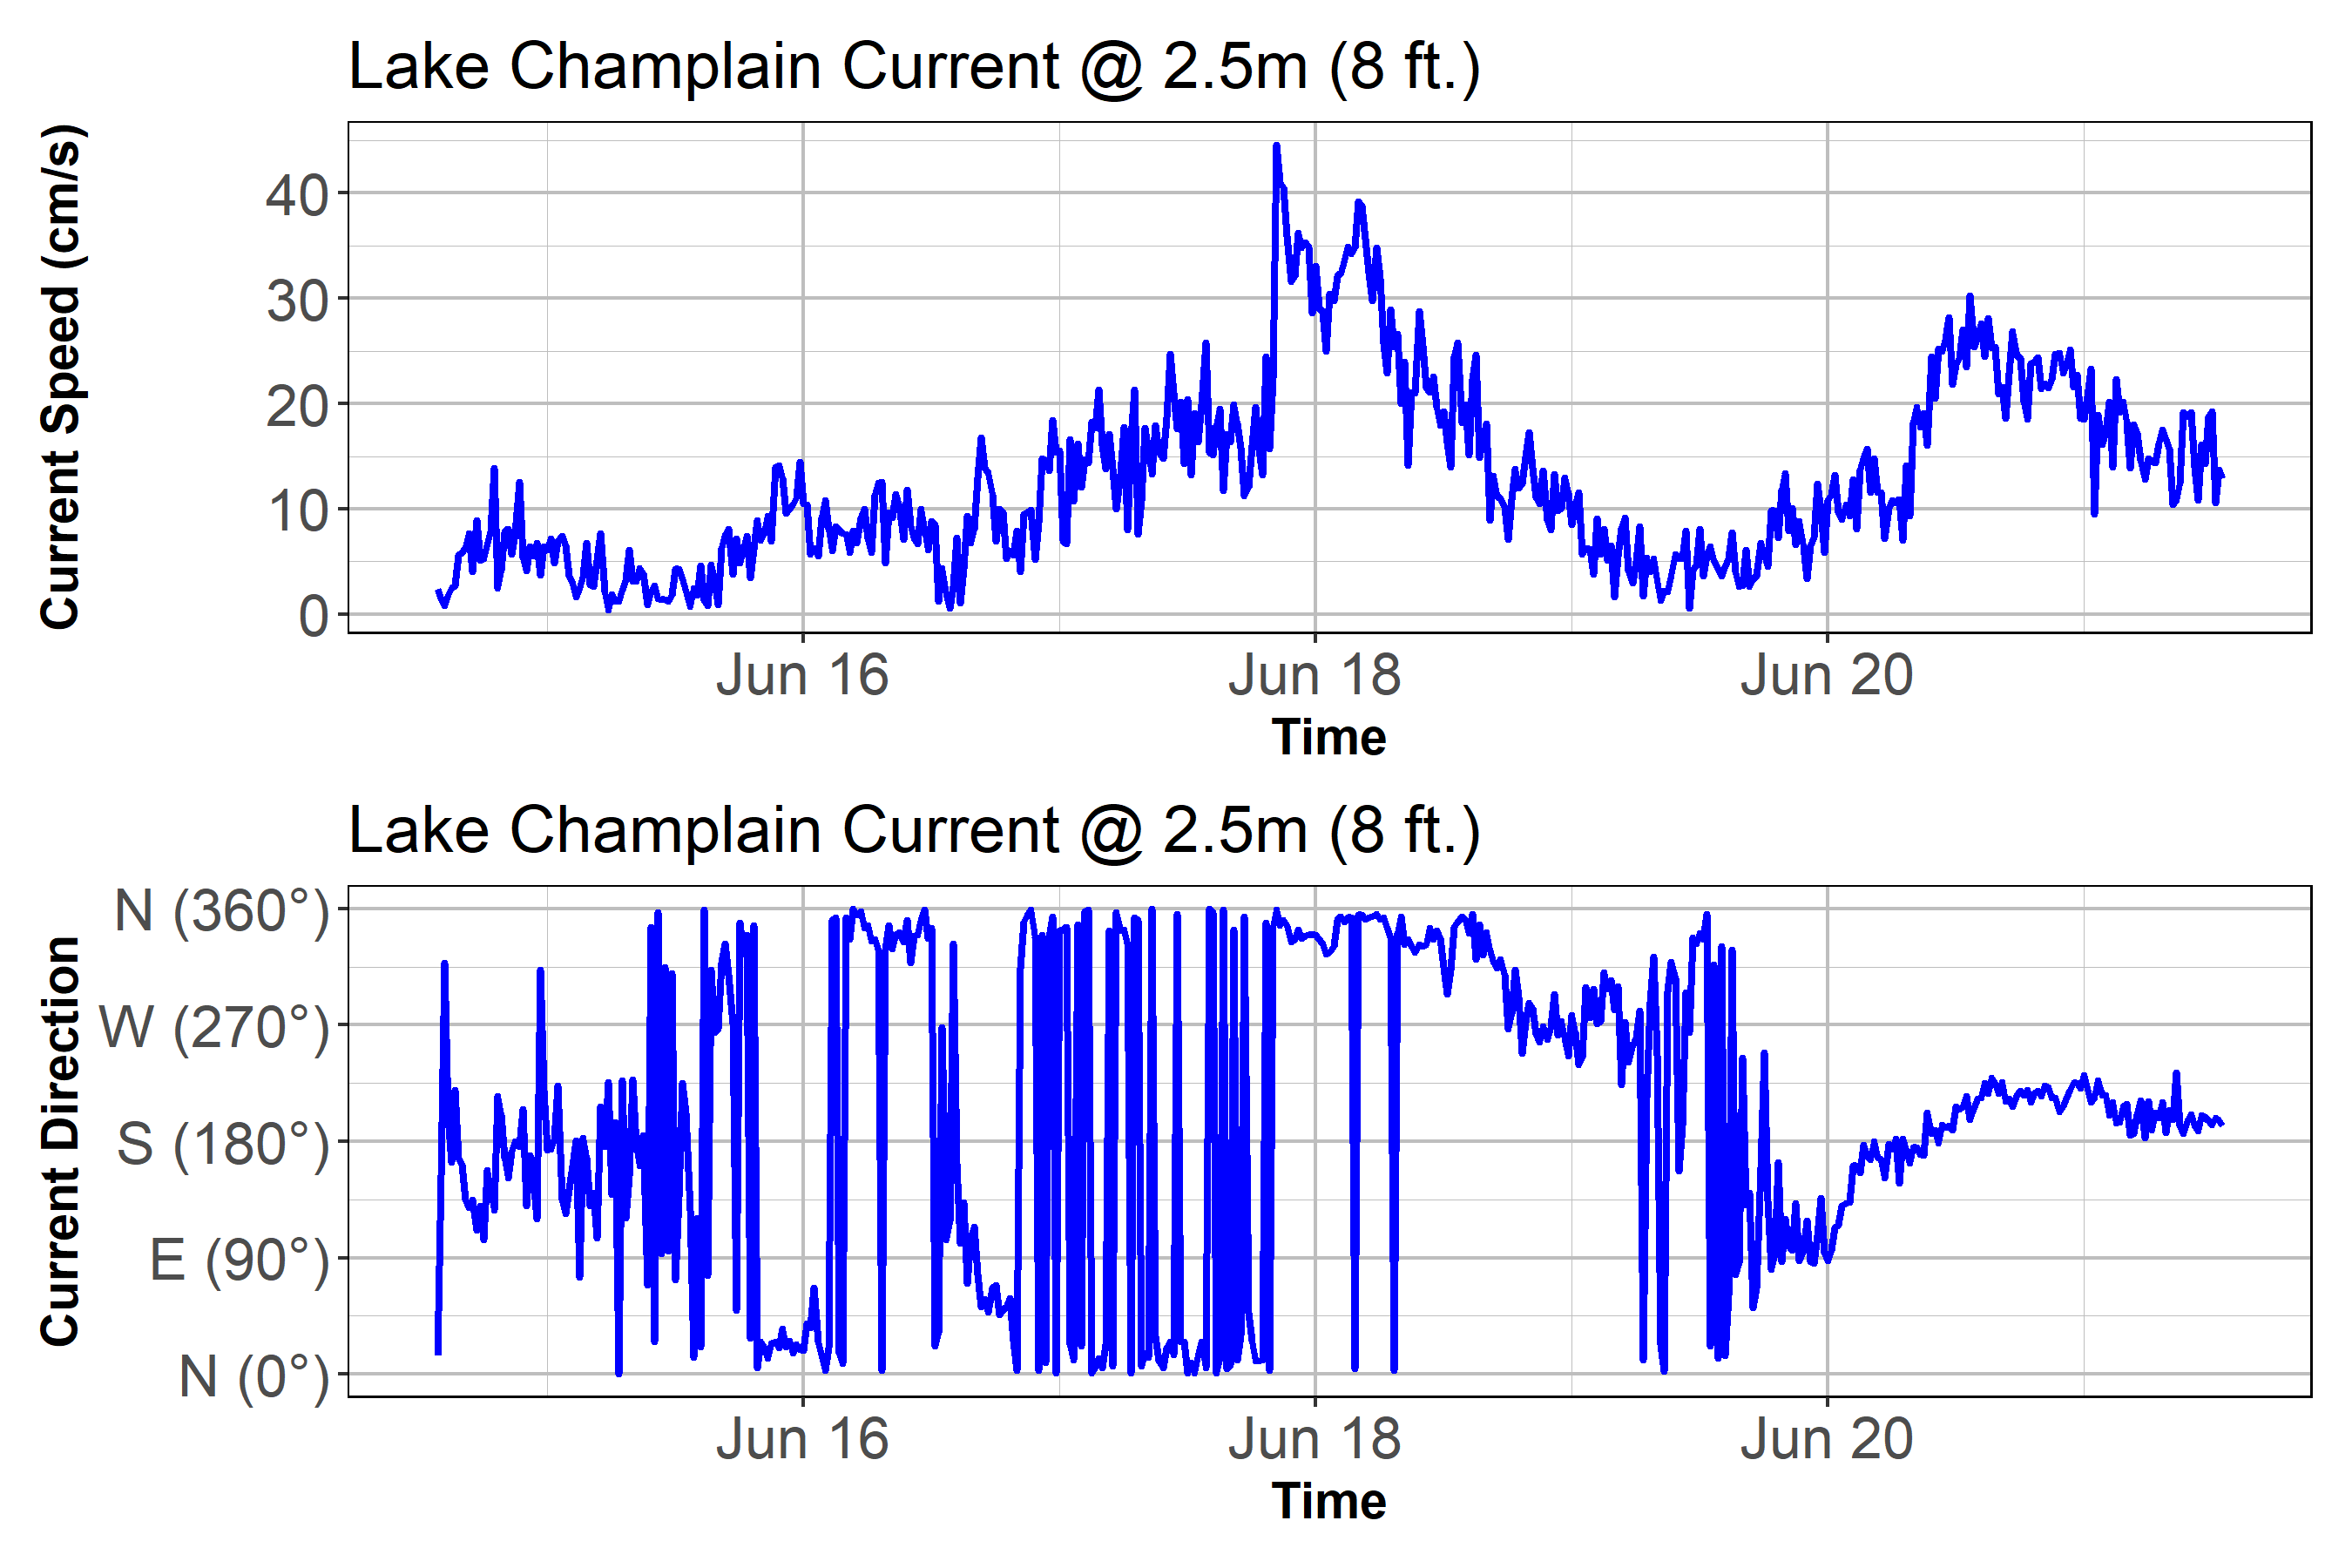 Lake Champlain Current @ 2.5m (8 ft.)
Current Speed (cm/s)
40
30
20
10
0
Jun 16 Jun 18 Jun 20
Time
Lake Champlain Current @ 2.5m (8 ft.)
Current Direction
N (360°)
W (270°)
S (180°)
E (90°)
N (0°)
Jun 16 Jun 18 Jun 20
Time